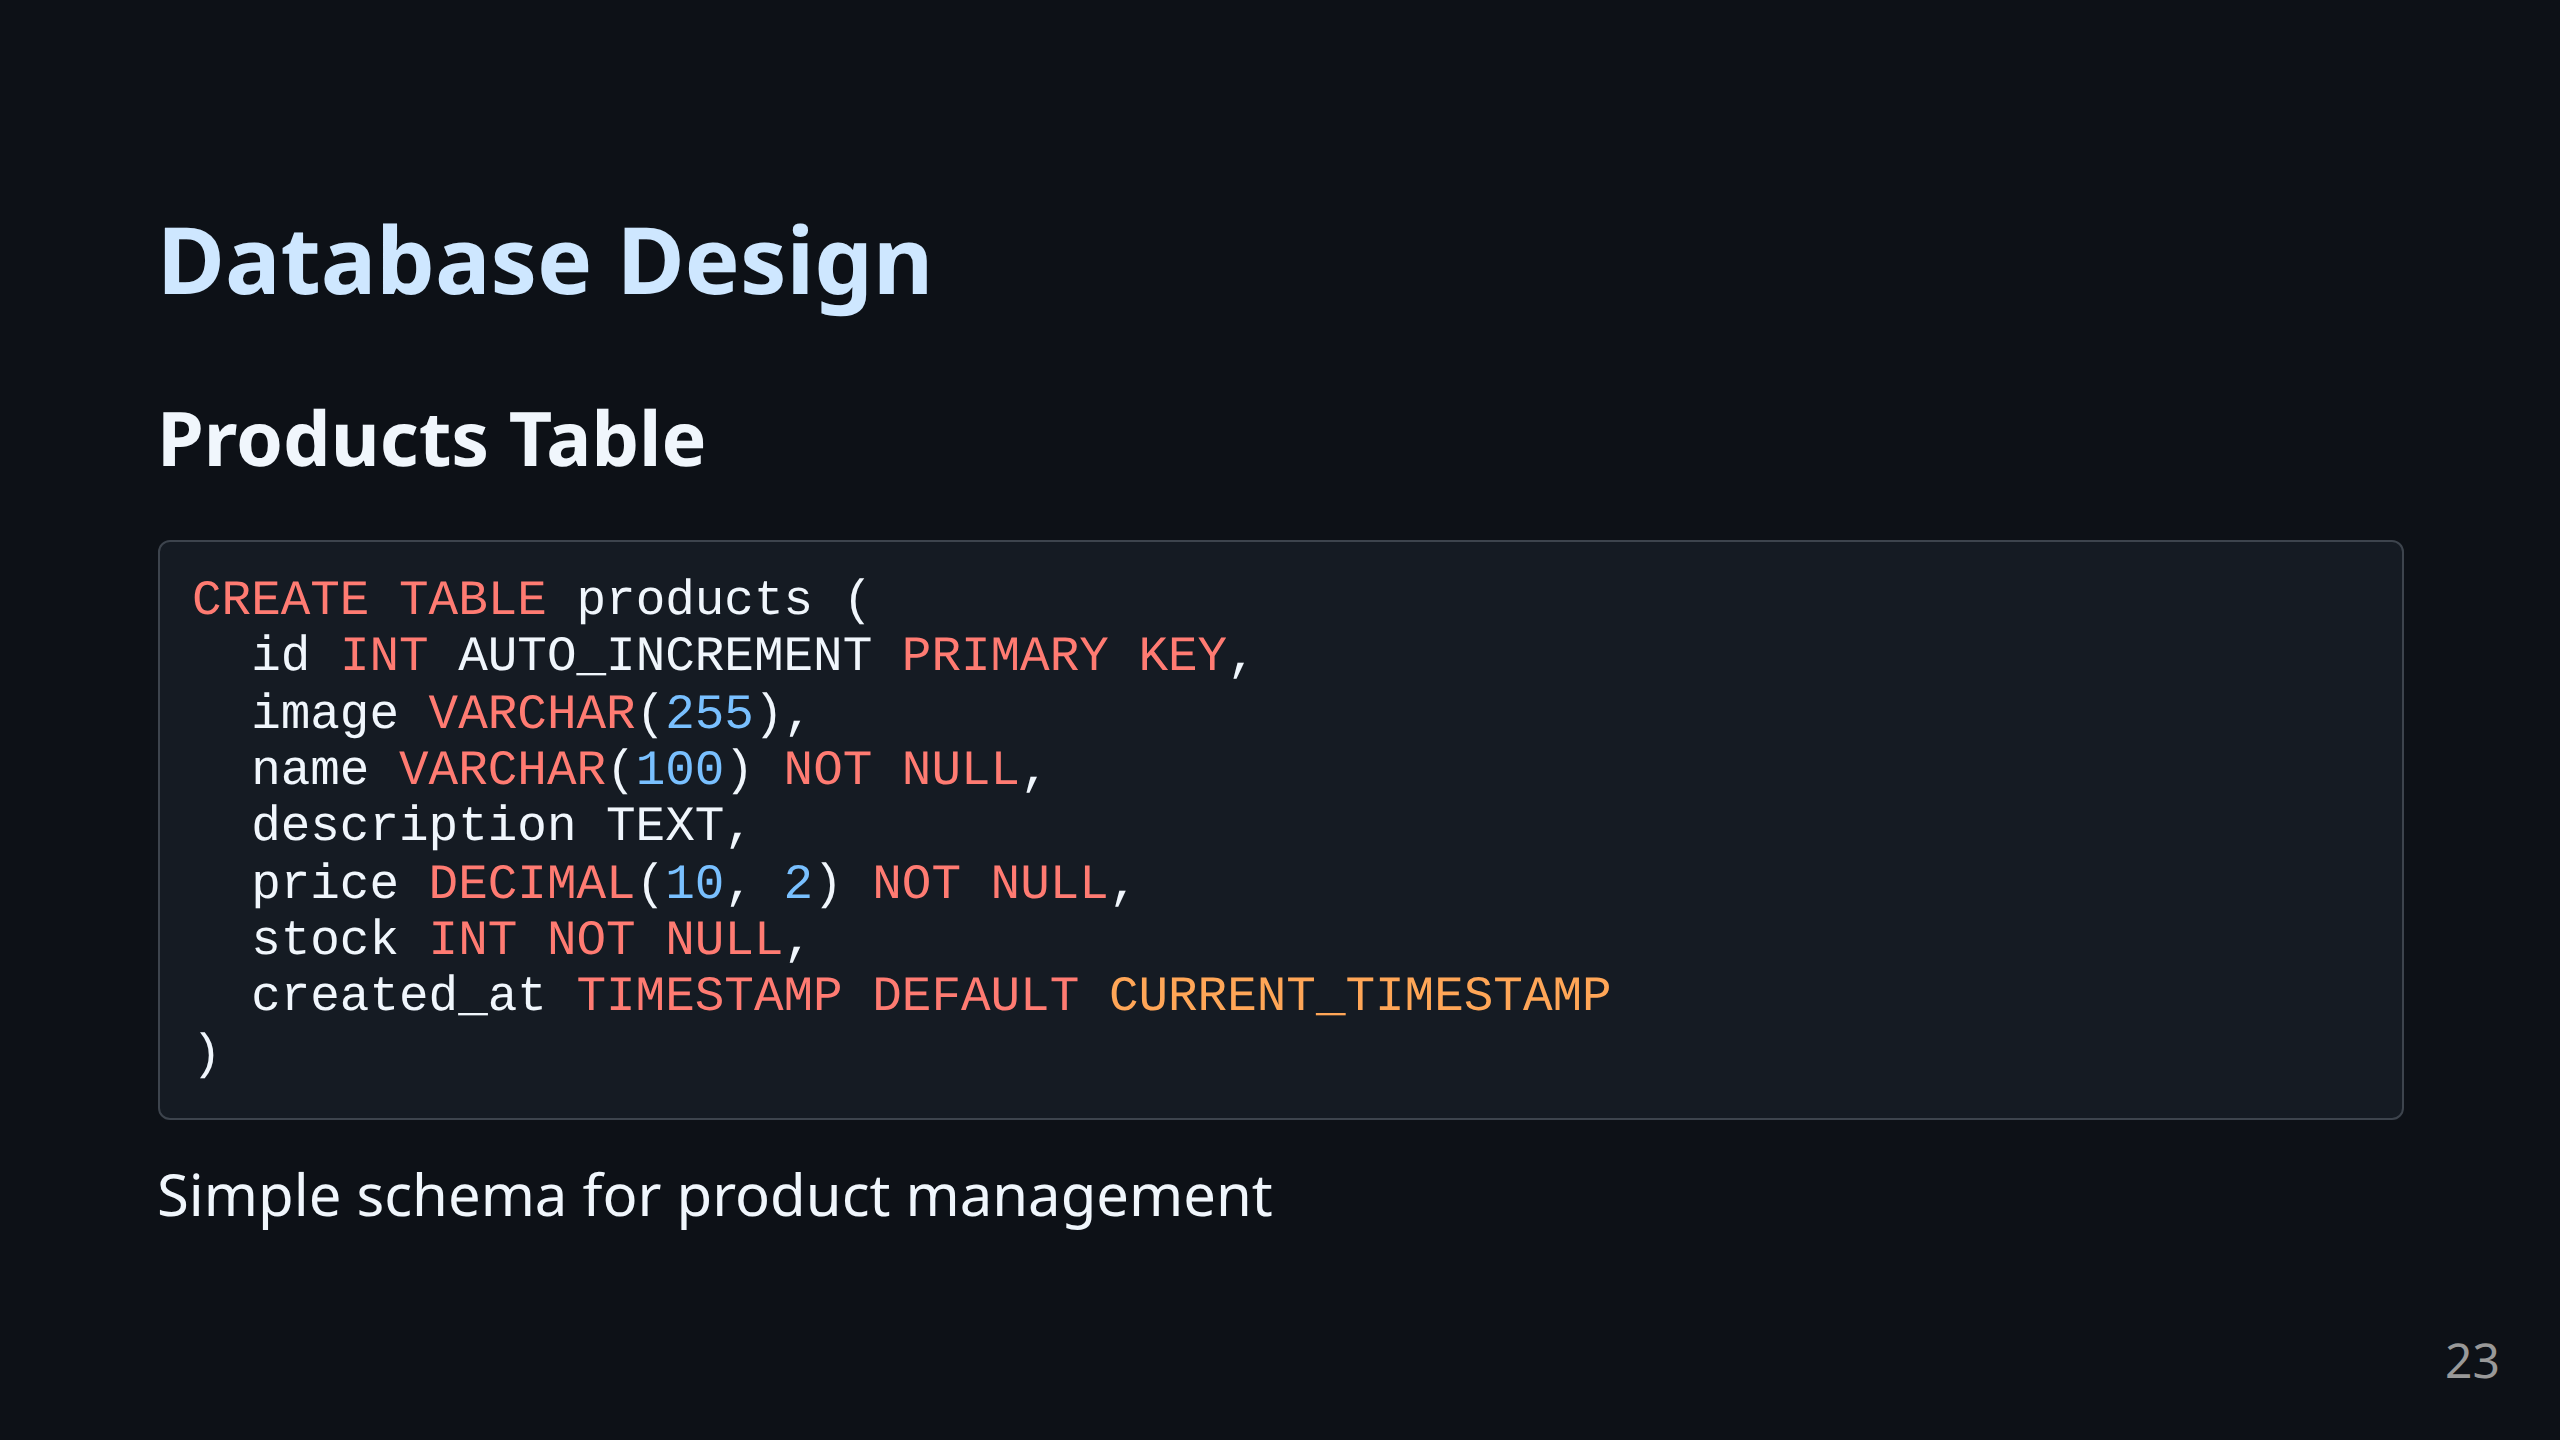 Database Design
Products Table
CREATE TABLE products (
  id INT AUTO_INCREMENT PRIMARY KEY,
  image VARCHAR(255),
  name VARCHAR(100) NOT NULL,
  description TEXT,
  price DECIMAL(10, 2) NOT NULL,
  stock INT NOT NULL,
  created_at TIMESTAMP DEFAULT CURRENT_TIMESTAMP
)
Simple schema for product management
23